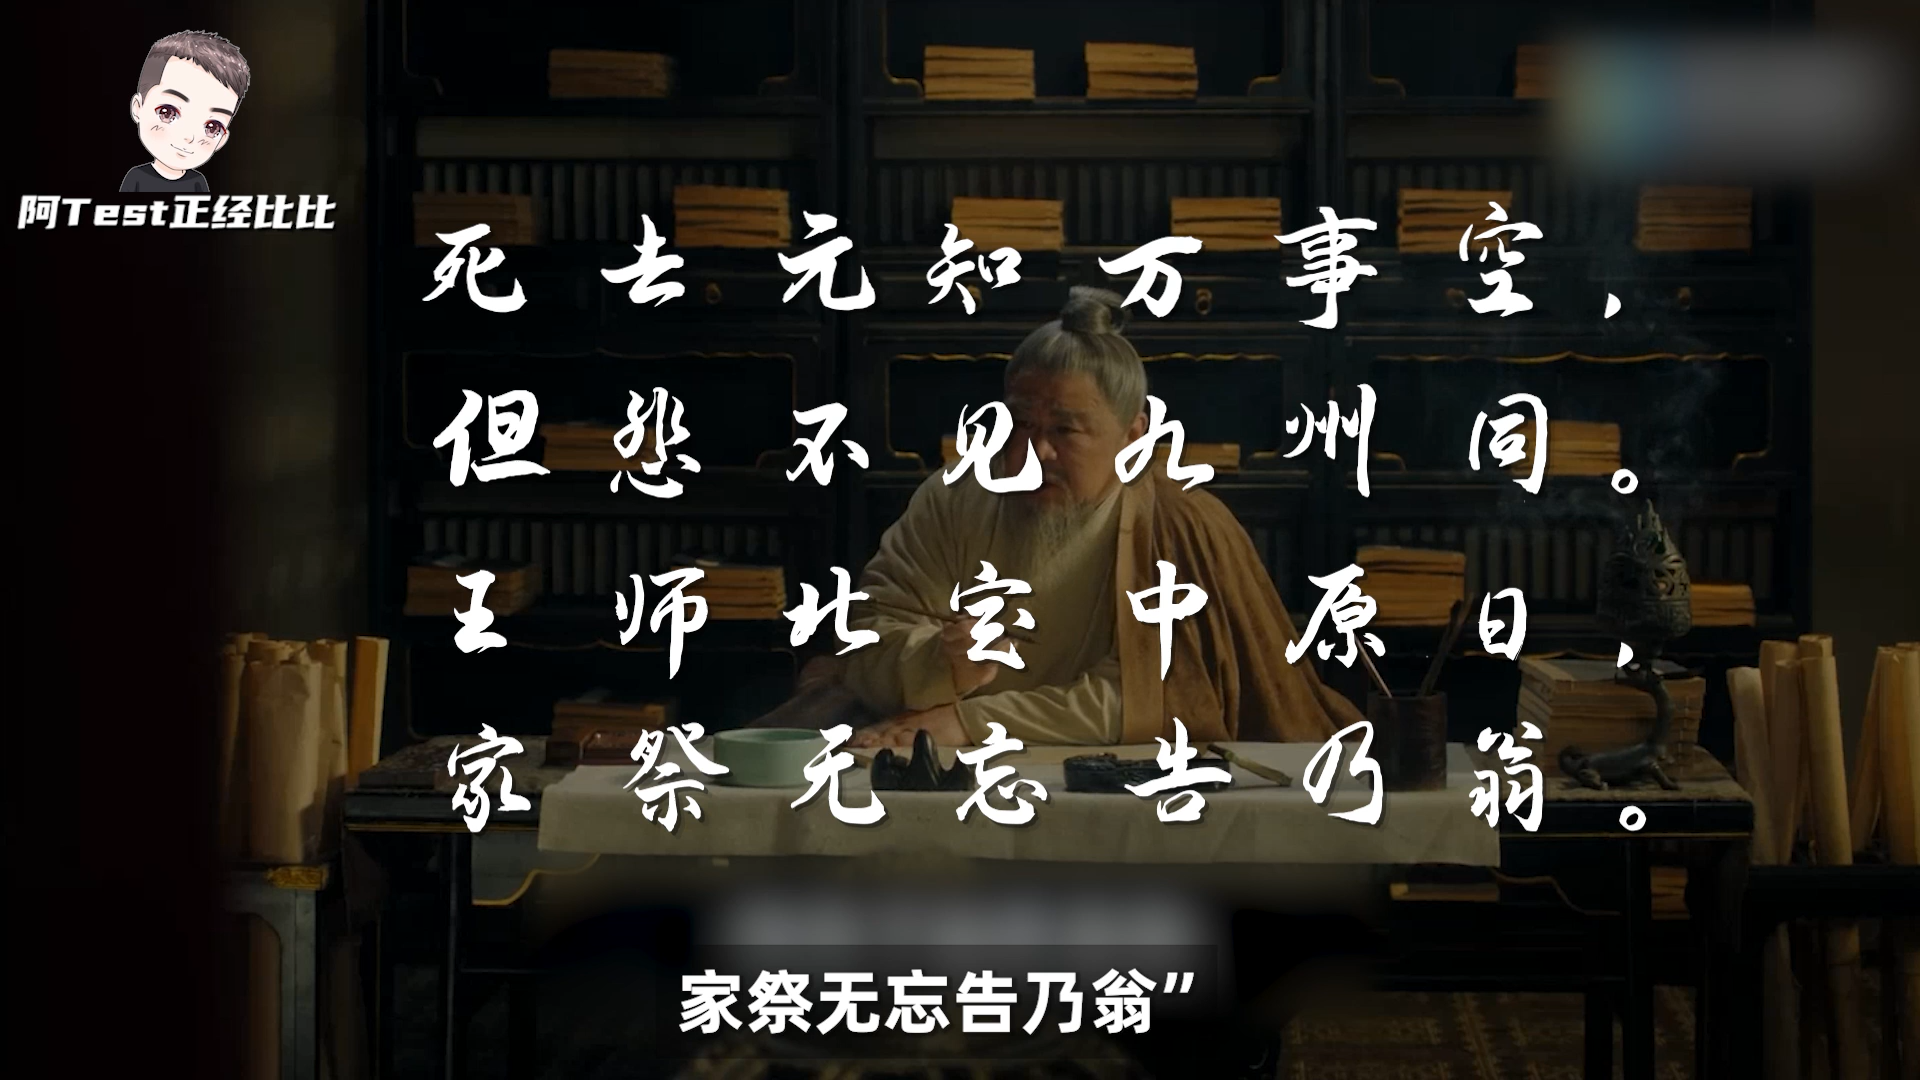 阿Test正经比比
死去元知万事空，
但悲不见九州同。
王师北定中原日，
家祭无忘告乃翁。
家祭无忘告乃翁”